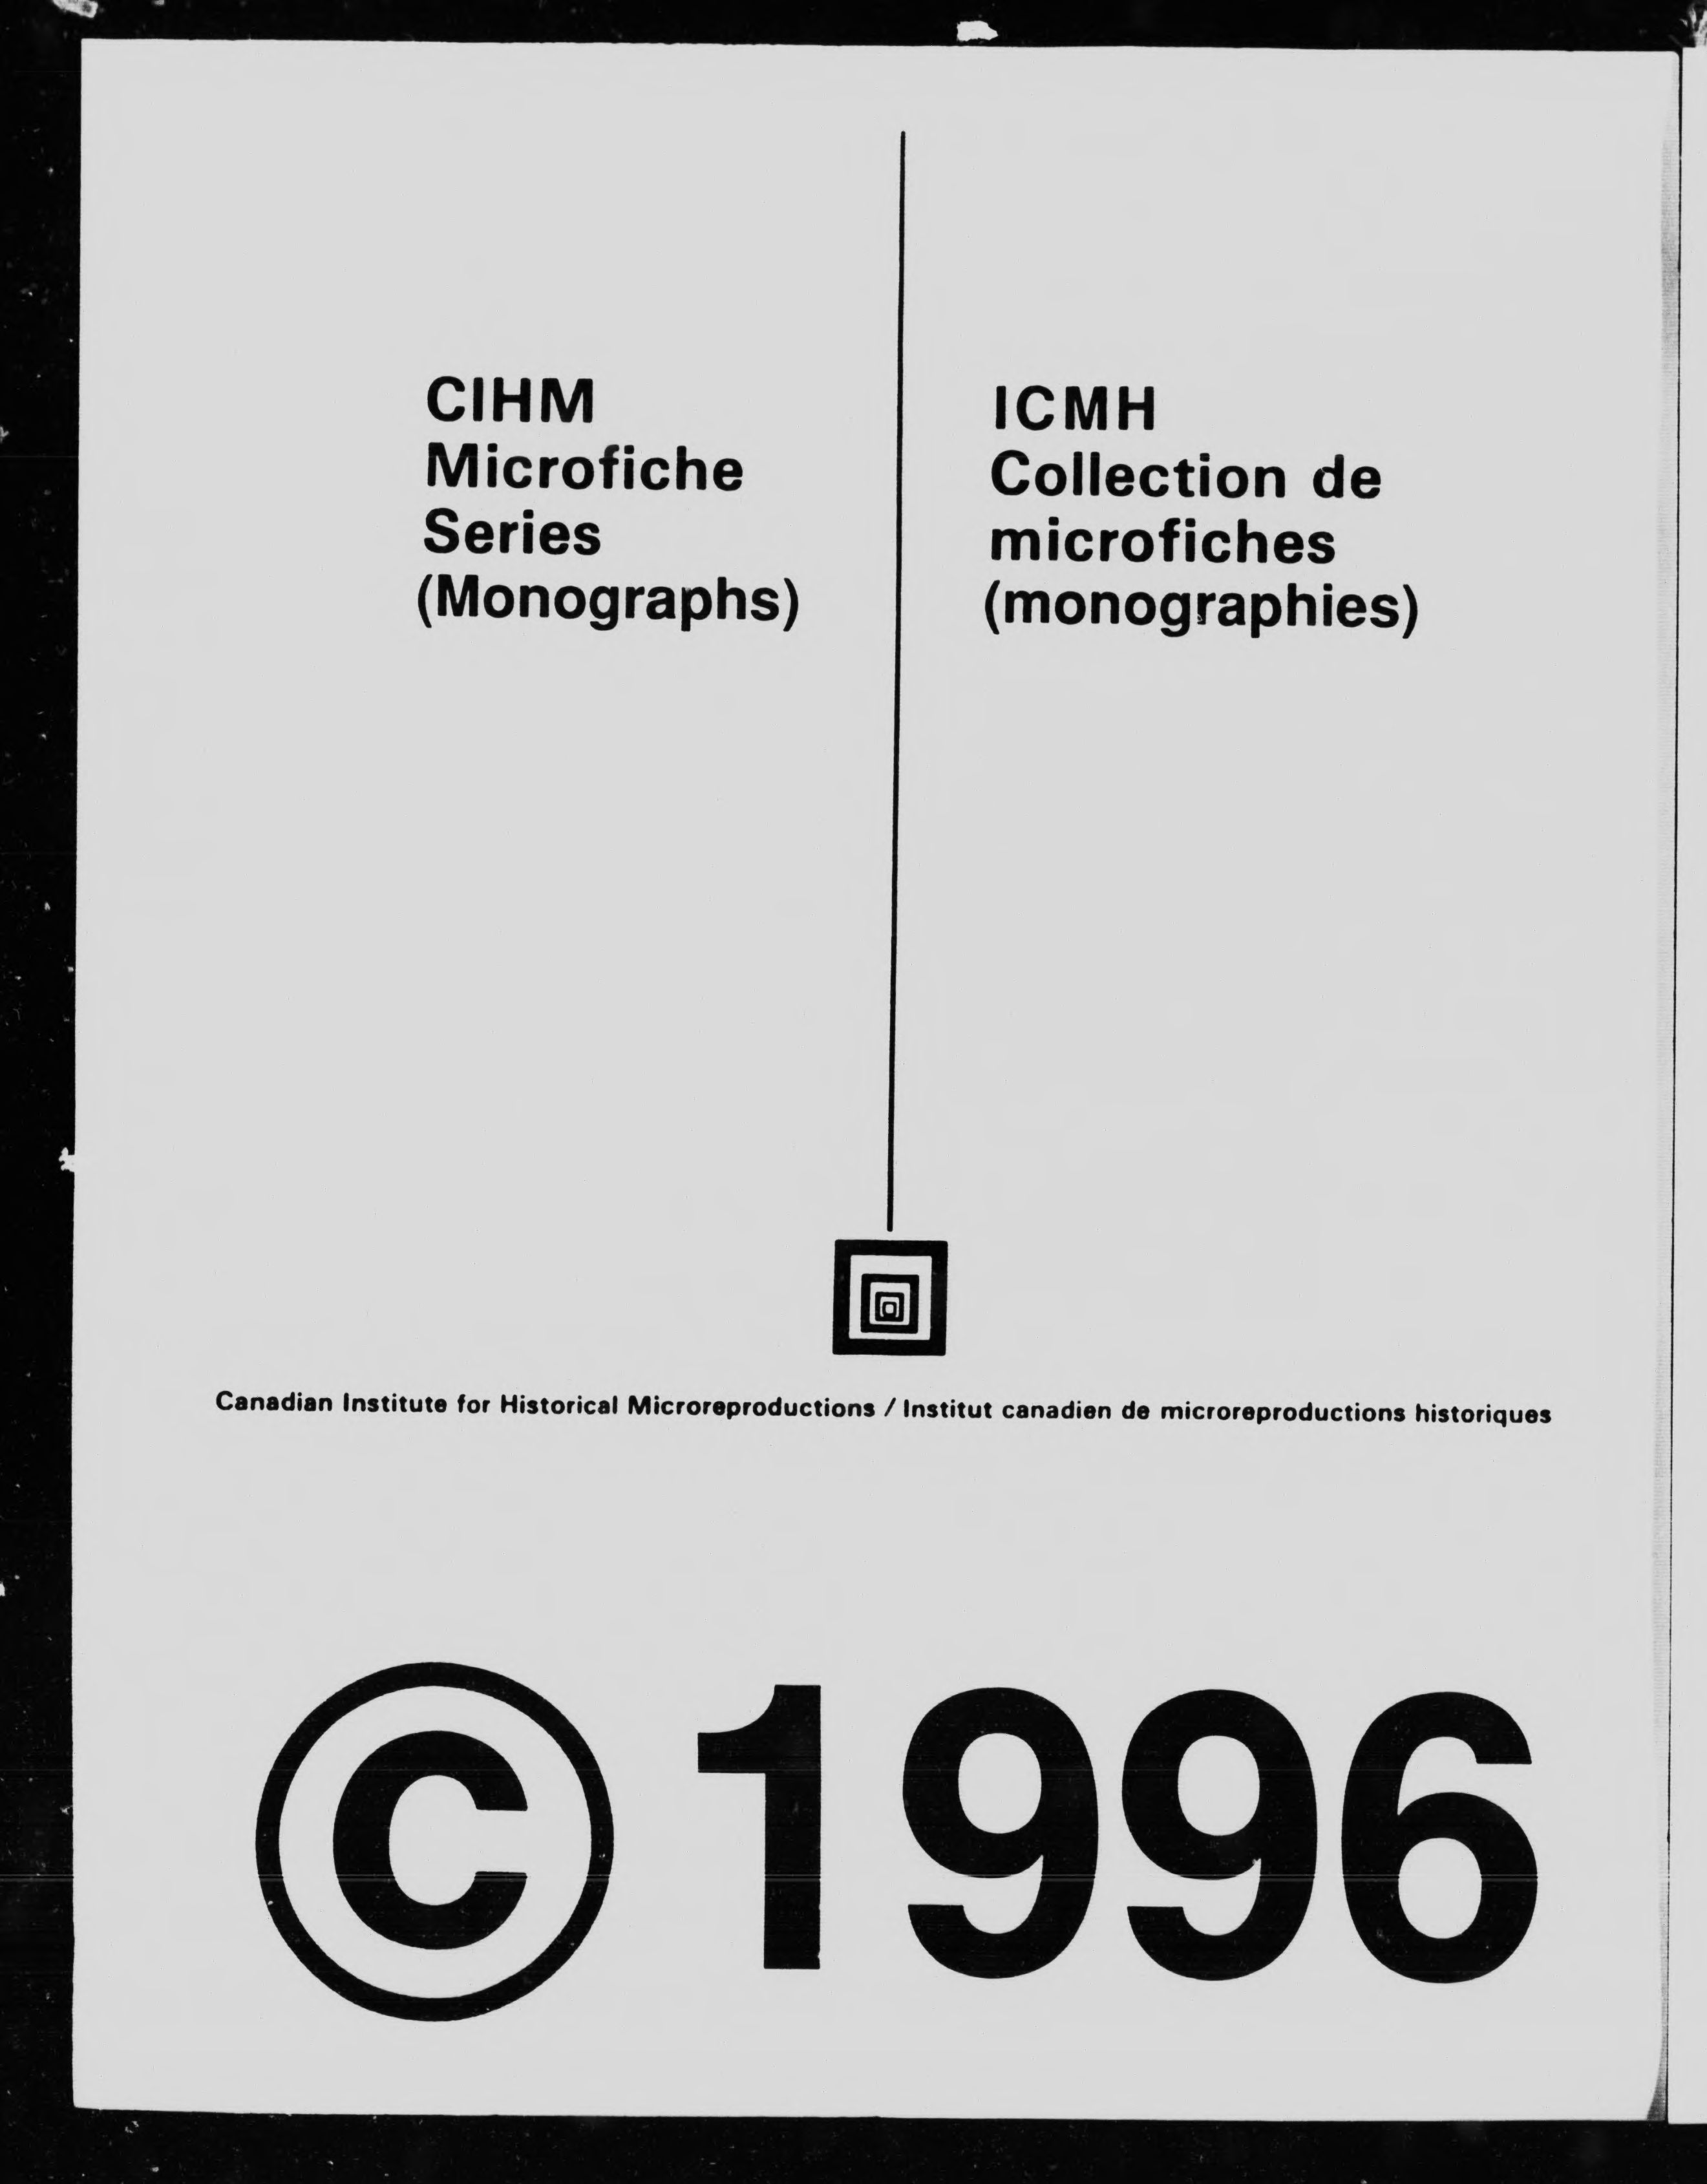 CIHM
Microfiche
Series
(Monographs)
ICMH
Collection de
microfiches
(monographies)
Canadian Institute for Historical Microreproductions / Institut canadien de microreproductions historiques
© 1996